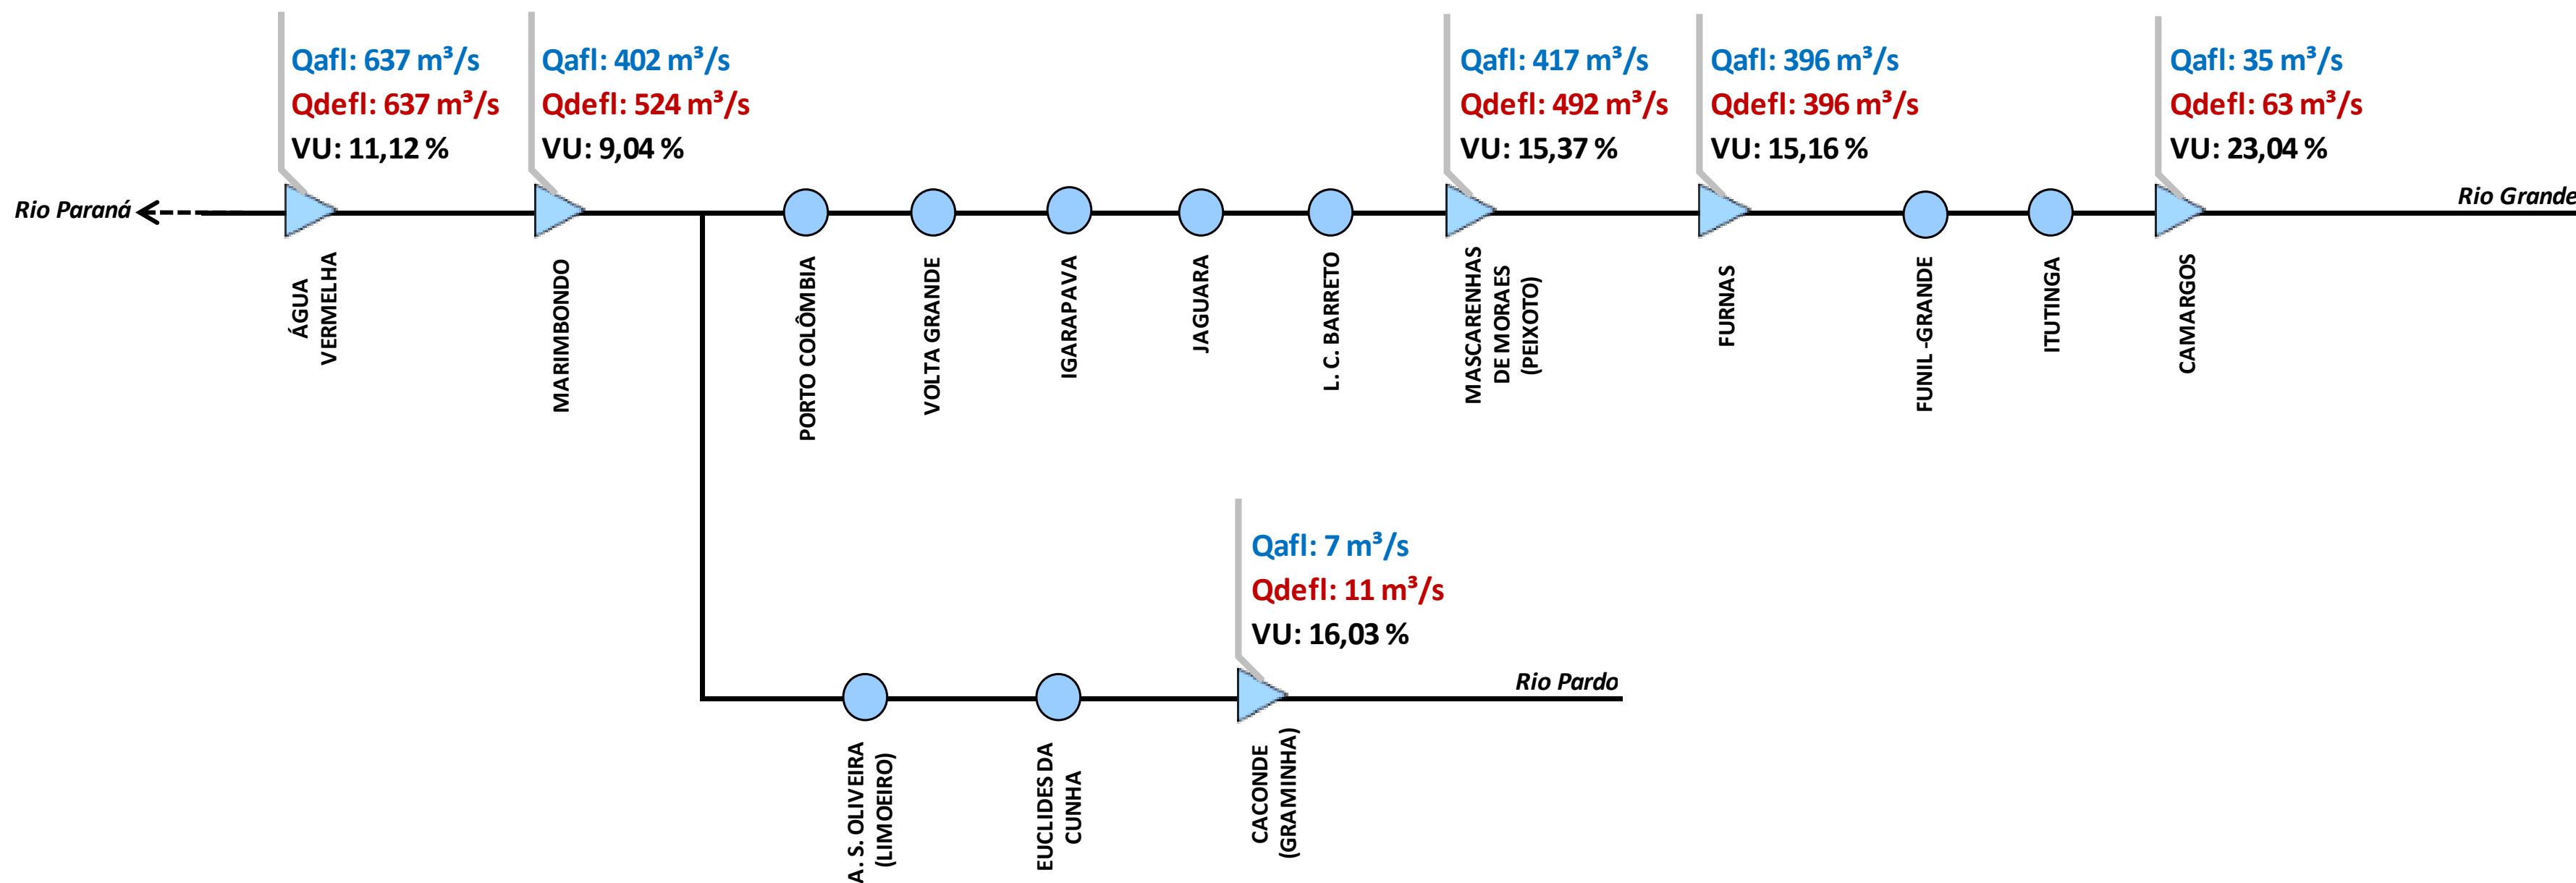 Qafl: 637 m³/s
Qdefl: 637 m³/s
VU: 11,12 %
Qafl: 402 m³/s
Qdefl: 524 m³/s
VU: 9,04 %
Qafl: 417 m³/s
Qdefl: 492 m³/s
VU: 15,37 %
Qafl: 396 m³/s
Qdefl: 396 m³/s
VU: 15,16 %
Qafl: 35 m³/s
Qdefl: 63 m³/s
VU: 23,04 %
Rio Paraná
Rio Grande
ÁGUA
VERMELHA
MARIMBONDO
PORTO COLÔMBIA
VOLTA GRANDE
IGARAPAVA
JAGUARA
L. C. BARRETO
MASCARENHAS
DE MORAES
(PEIXOTO)
FURNAS
FUNIL -GRANDE
ITUTINGA
CAMARGOS
Qafl: 7 m³/s
Qdefl: 11 m³/s
VU: 16,03 %
Rio Pardo
A. S. OLIVEIRA
(LIMOEIRO)
EUCLIDES DA
CUNHA
CACONDE
(GRAMINHA)